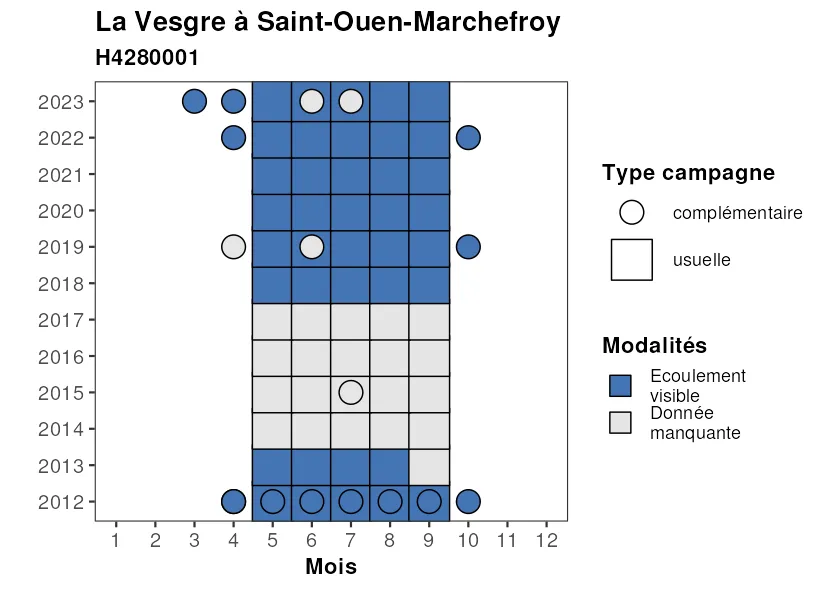 La Vesgre à Saint-Ouen-Marchefroy
H4280001
2023
2022
2021
2020
2019
2018
2017
2016
2015
2014
2013
2012
1 2 3 4 5 6 7 8 9 10 11 12
Mois
Type campagne
complémentaire
usuelle
Modalités
Ecoulement
visible
Donnée
manquante